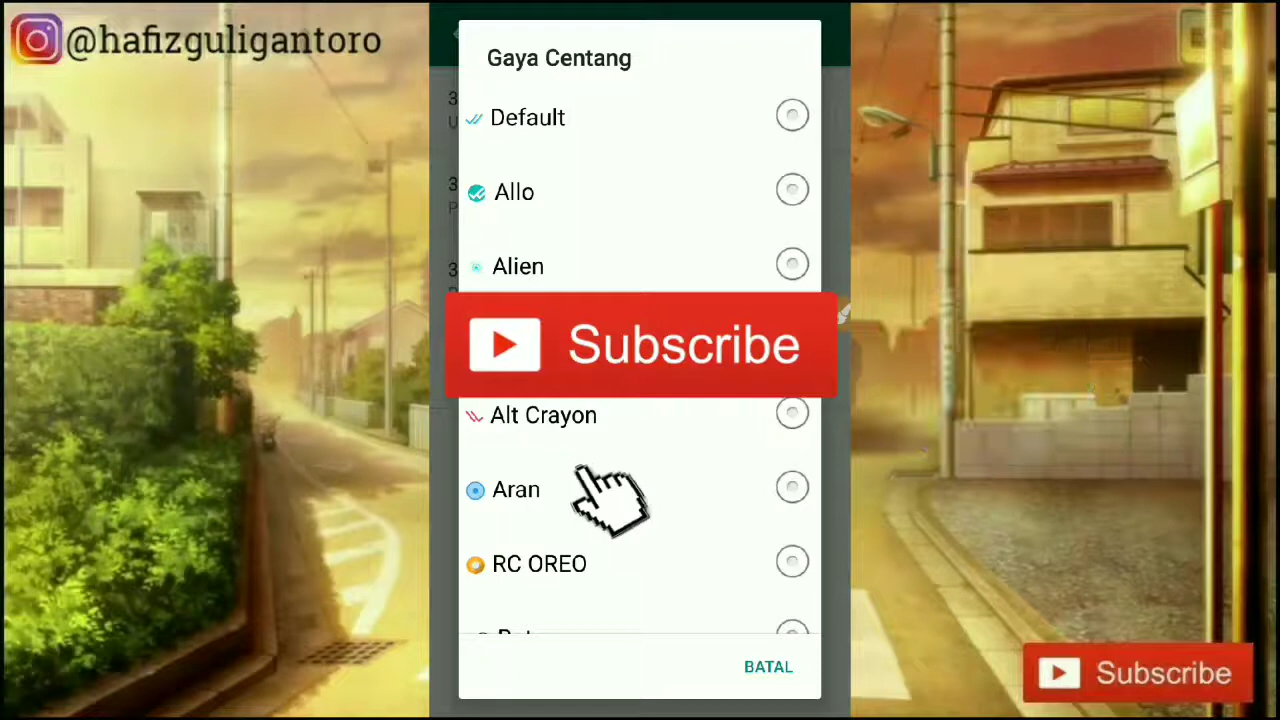 @hafizguligantoro
Gaya Centang
Default
Allo
Alien
Subscribe
Alt Crayon
Aran
RC OREO
BATAL
Subscribe